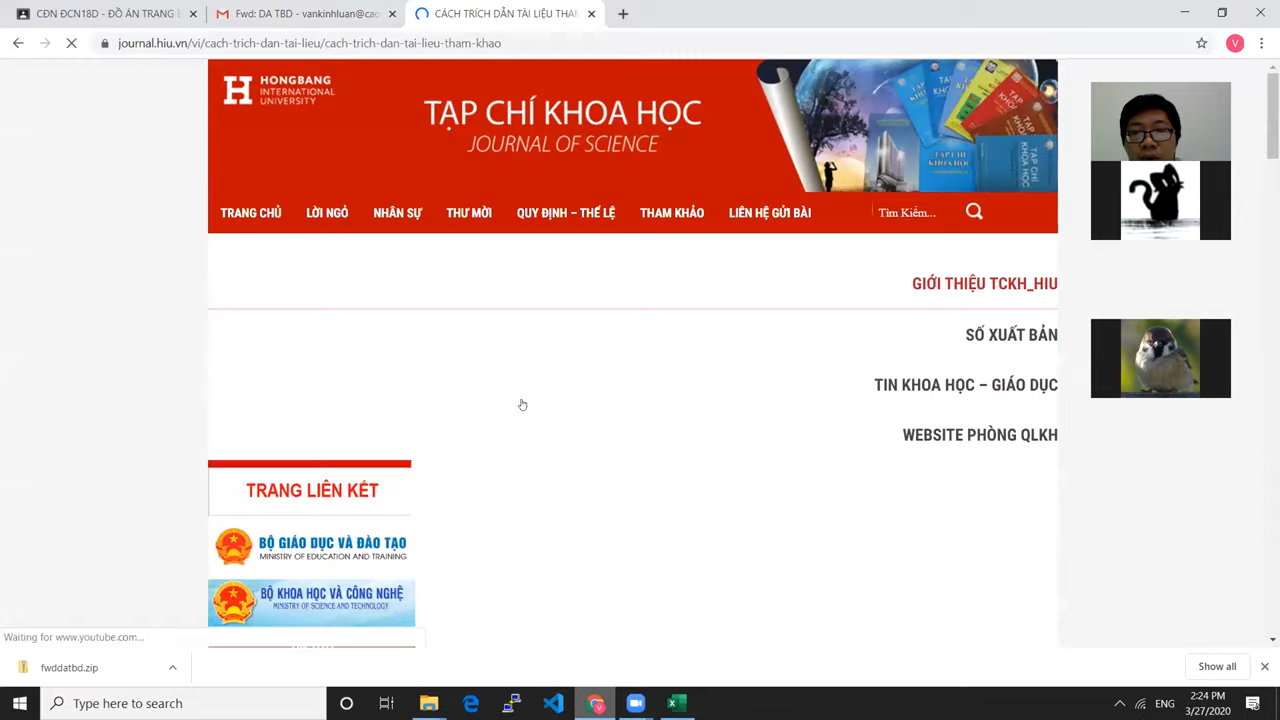 CĐN ĐCN18D - ĐỒ ÁN TRANG
Mới - vankhiulinh@cao
CÁCH TRÍCH DẪN TÀI LIỆU THAM
journal.hiu.vn/vi/cach-trich-dan-tai-lieu/cach-trich-dan-tai-lieu-tham-khao
V
HONGBANG
INTERNATIONAL
UNIVERSITY
TẠP CHÍ KHOA HỌC
JOURNAL OF SCIENCE
TRANG CHỦ
LỜI NGỎ
NHÂN SỰ
THƯ MỜI
QUY ĐỊNH – THỂ LỆ
THAM KHẢO
LIÊN HỆ GỬI BÀI
Tìm Kiếm...
GIỚI THIỆU TCKH_HIU
SỐ XUẤT BẢN
TIN KHOA HỌC – GIÁO DỤC
WEBSITE PHÒNG QLKH
TRANG LIÊN KẾT
BỘ GIÁO DỤC VÀ ĐÀO TẠO
MINISTRY OF EDUCATION AND TRAINING
BỘ KHOA HỌC VÀ CÔNG NGHỆ
MINISTRY OF SCIENCE AND TECHNOLOGY
Waiting for www.youtube.com...
fwddatbd.zip
Show all
Type here to search
ENG
2:24 PM
3/27/2020